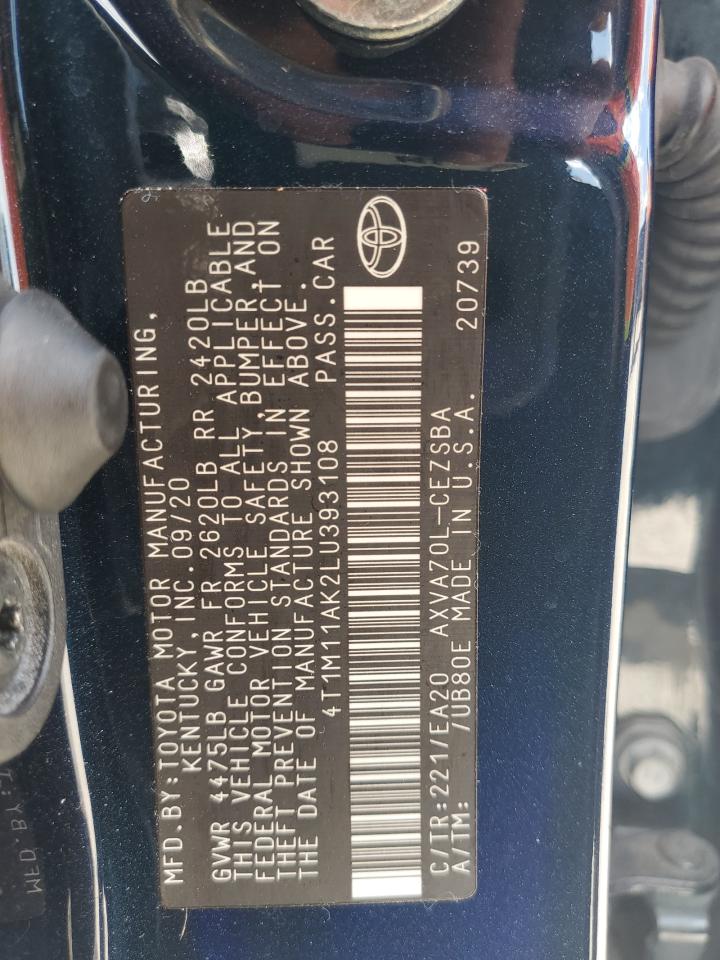 MFD.BY:TOYOTA MOTOR MANUFACTURING,
KENTUCKY, INC.09/20
GVWR 4475LB GAWR FR 2620LB RR 2420LB
THIS VEHICLE CONFORMS TO ALL APPLICABLE
FEDERAL MOTOR VEHICLE SAFETY, BUMPER, AND
THEFT PREVENTION STANDARDS IN EFFECT ON
THE DATE OF MANUFACTURE SHOWN ABOVE.
4T1M11AK2LU393108 PASS.CAR
C/TR:221/EA20 AXVA70L-CEZSBA 20739
A/TM: /UB80E MADE IN U.S.A.